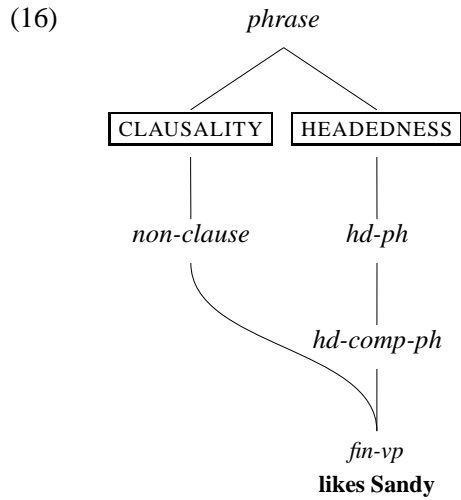 (16) phrase
CLAUSALITY HEADEDNESS
non-clause hd-ph
hd-comp-ph
fin-vp
likes Sandy